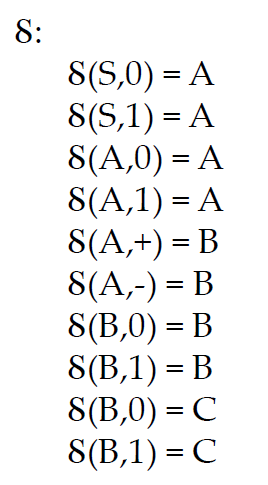 δ:
δ(S,0) = A
δ(S,1) = A
δ(A,0) = A
δ(A,1) = A
δ(A,+) = B
δ(A,-) = B
δ(B,0) = B
δ(B,1) = B
δ(B,0) = C
δ(B,1) = C